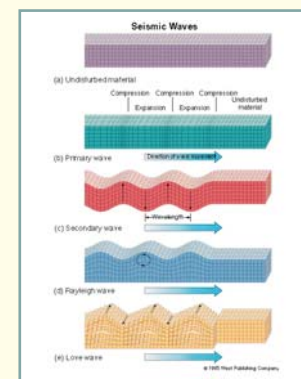 Seismic Waves
(a) Undisturbed material
Compression Compression Compression
Expansion Expansion
Undisturbed
material
(b) Primary wave
Direction of wave movement
Wavelength
(c) Secondary wave
(d) Rayleigh wave
(e) Love wave
© 1995 West Publishing Company